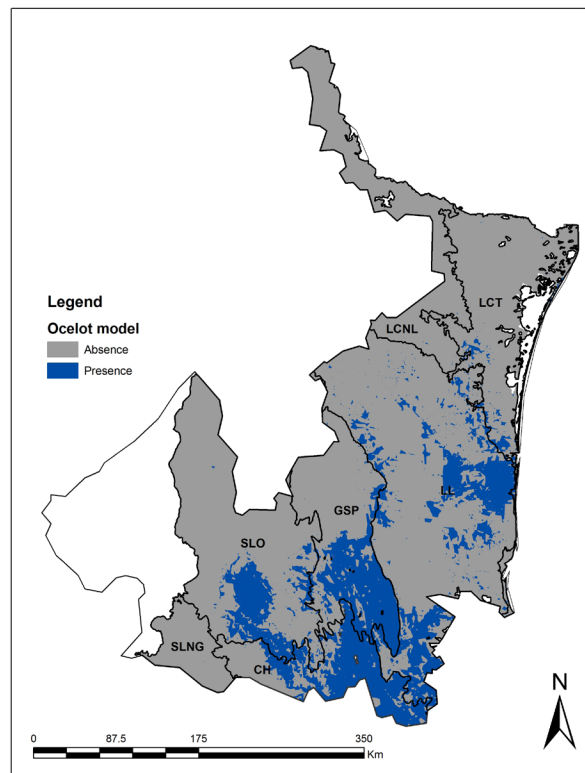 LCT
Legend
Ocelot model
Absence
Presence
LCNL
LL
GSP
SLO
SLNG
CH
N
0 87.5 175 350
Km